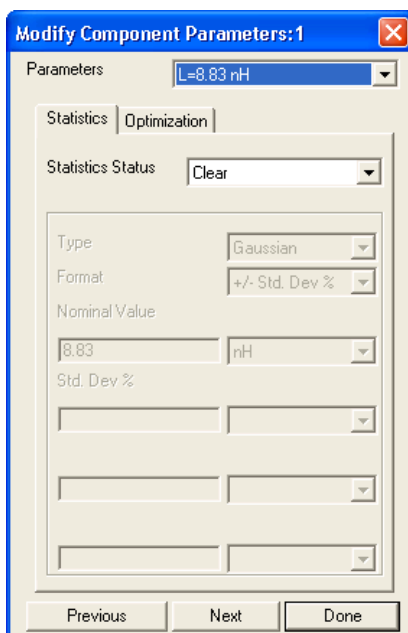 Modify Component Parameters:1
Parameters L=8.83 nH
Statistics Optimization
Statistics Status Clear
Type Gaussian
Format +/- Std. Dev %
Nominal Value
8.83 nH
Std. Dev %
Previous Next Done